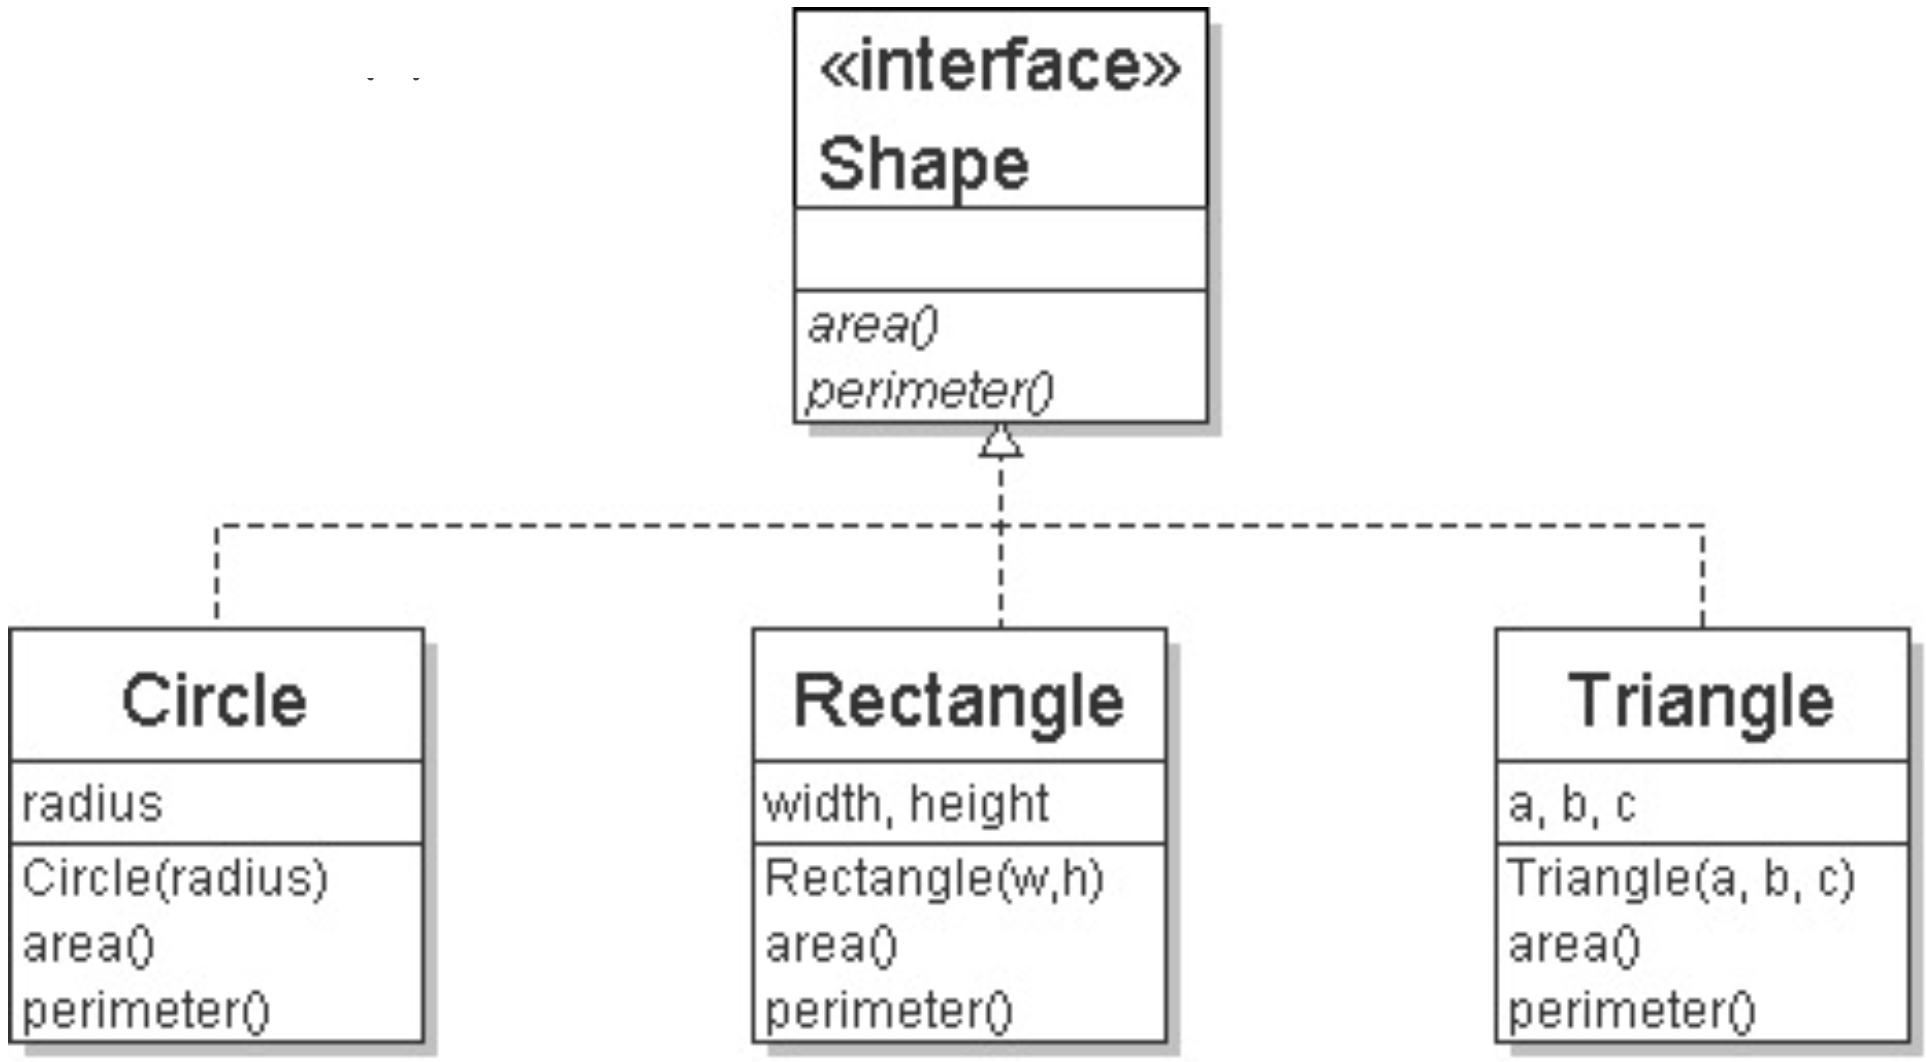 «interface»
Shape
area()
perimeter()
Circle
radius
Circle(radius)
area()
perimeter()
Rectangle
width, height
Rectangle(w,h)
area()
perimeter()
Triangle
a, b, c
Triangle(a, b, c)
area()
perimeter()